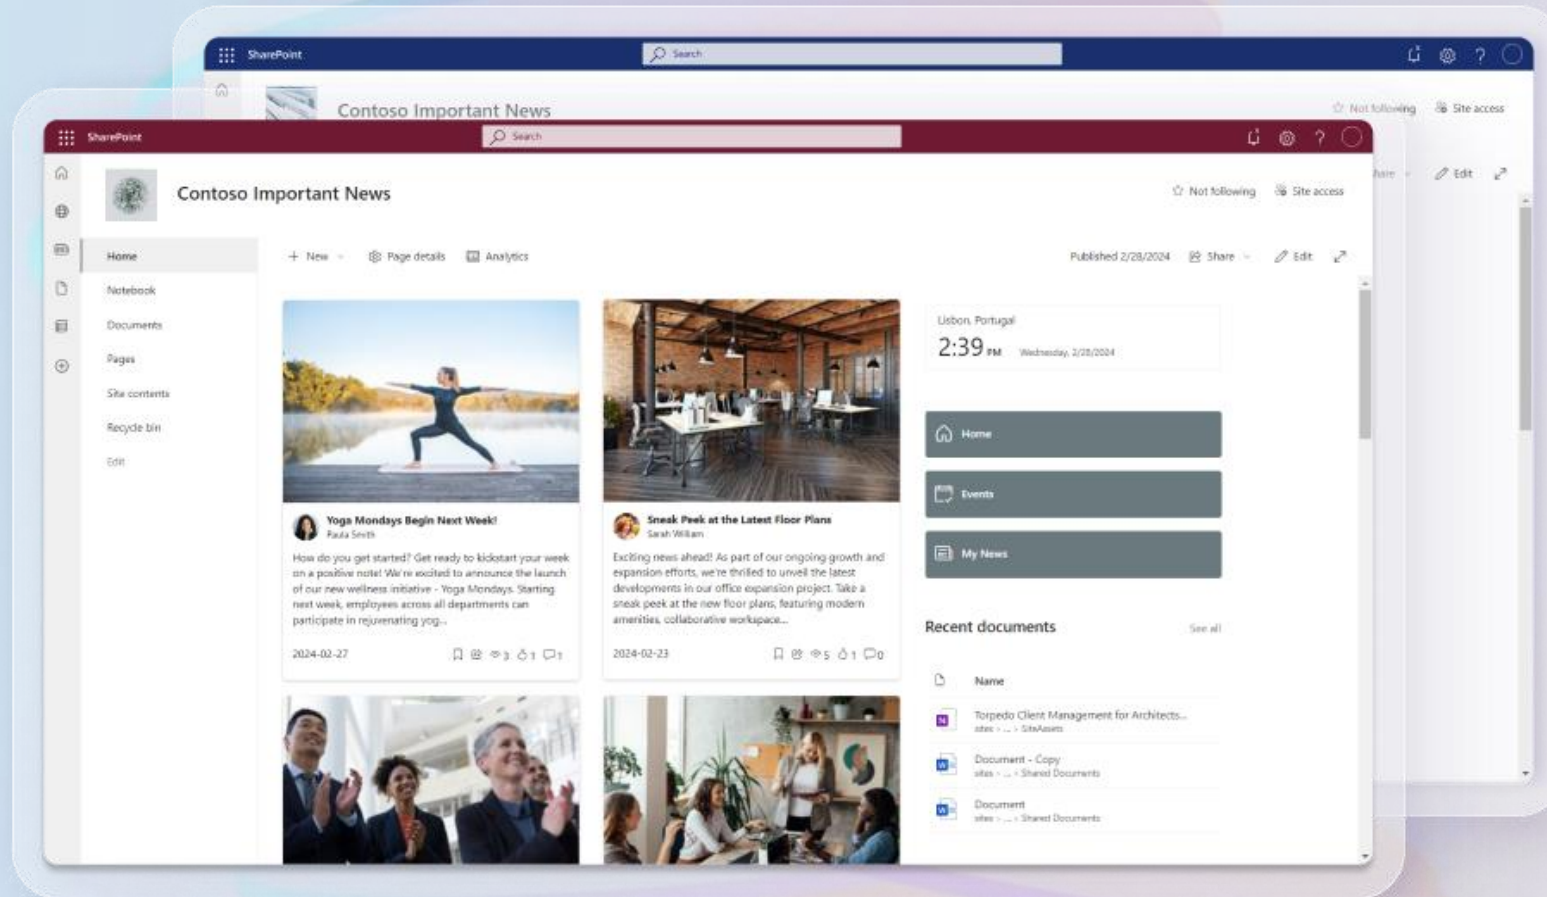 SharePoint
Search
Contoso Important News
Not following
Site access
Edit
SharePoint
Search
Contoso Important News
Not following
Site access
Home
Notebook
Documents
Pages
Site contents
Recycle bin
Edit
New
Page details
Analytics
Published 2/28/2024
Share
Edit
Yoga Mondays Begin Next Week!
Paula Smith
How do you get started? Get ready to kickstart your week
on a positive note! We're excited to announce the launch
of our new wellness initiative - Yoga Mondays. Starting
next week, employees across all departments can
participate in rejuvenating yog...
2024-02-27
3 1 1
Sneak Peek at the Latest Floor Plans
Sarah William
Exciting news ahead! As part of our ongoing growth and
expansion efforts, we're thrilled to unveil the latest
developments in our office expansion project. Take a
sneak peek at the new floor plans, featuring modern
amenities, collaborative workspace...
2024-02-23
5 1 0
Lisbon, Portugal
2:39 PM Wednesday, 2/28/2024
Home
Events
My News
Recent documents
See all
Name
Torpedo Client Management for Architects...
sites > ... > SiteAssets
Document - Copy
sites > ... > Shared Documents
Document
sites > ... > Shared Documents